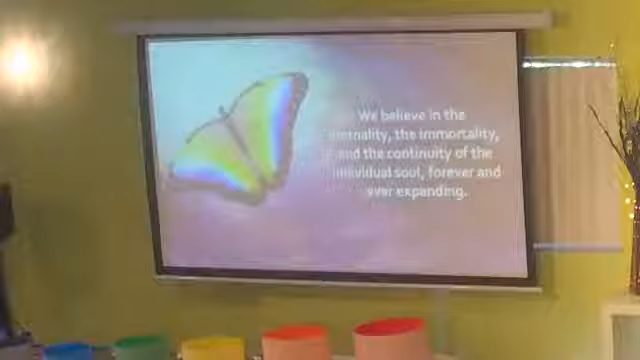 We believe in the
the immortality,
and the continuity of the
individual soul, forever and
ever expanding.